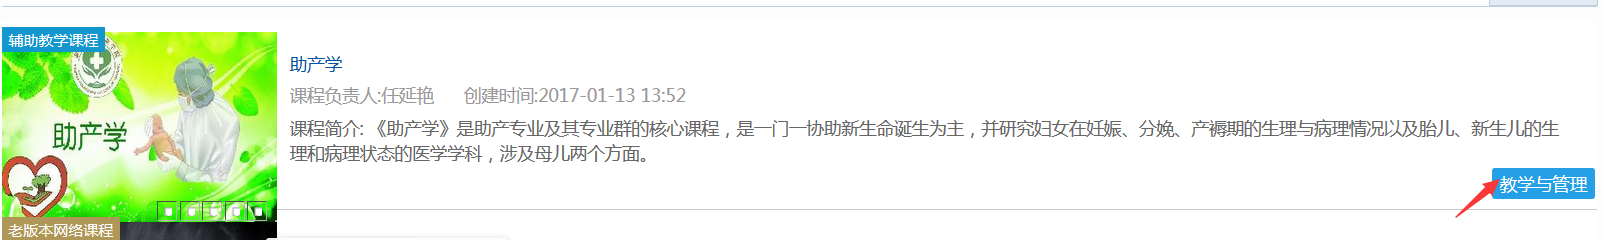 辅助教学课程
助产学
助产学
课程负责人:任延艳 创建时间:2017-01-13 13:52
课程简介:《助产学》是助产专业及其专业群的核心课程，是一门一协助新生命诞生为主，并研究妇女在妊娠、分娩、产褥期的生理与病理情况以及胎儿、新生儿的生
理和病理状态的医学学科，涉及母儿两个方面。
教学与管理
老版本网络课程